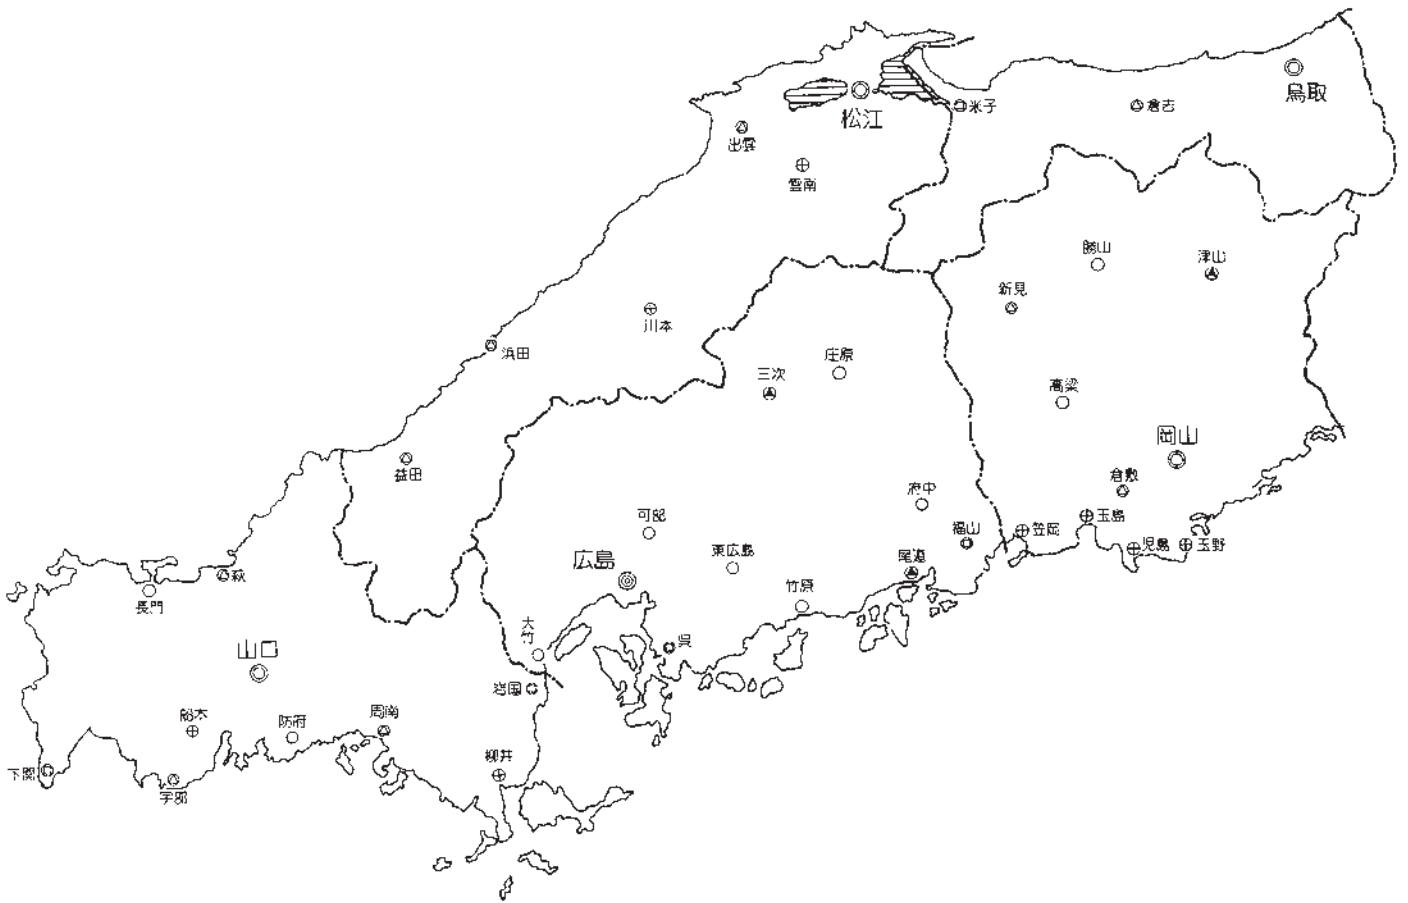 鳥取
松江
米子
倉吉
出雲
雲南
勝山
津山
新見
川本
浜田
庄原
三次
高梁
岡山
益田
倉敷
府中
玉島
可部
福山
笠岡
児島
玉野
東広島
広島
尾道
萩
竹原
長門
大竹
呉
山口
岩国
船木
防府
周南
柳井
下関
宇部